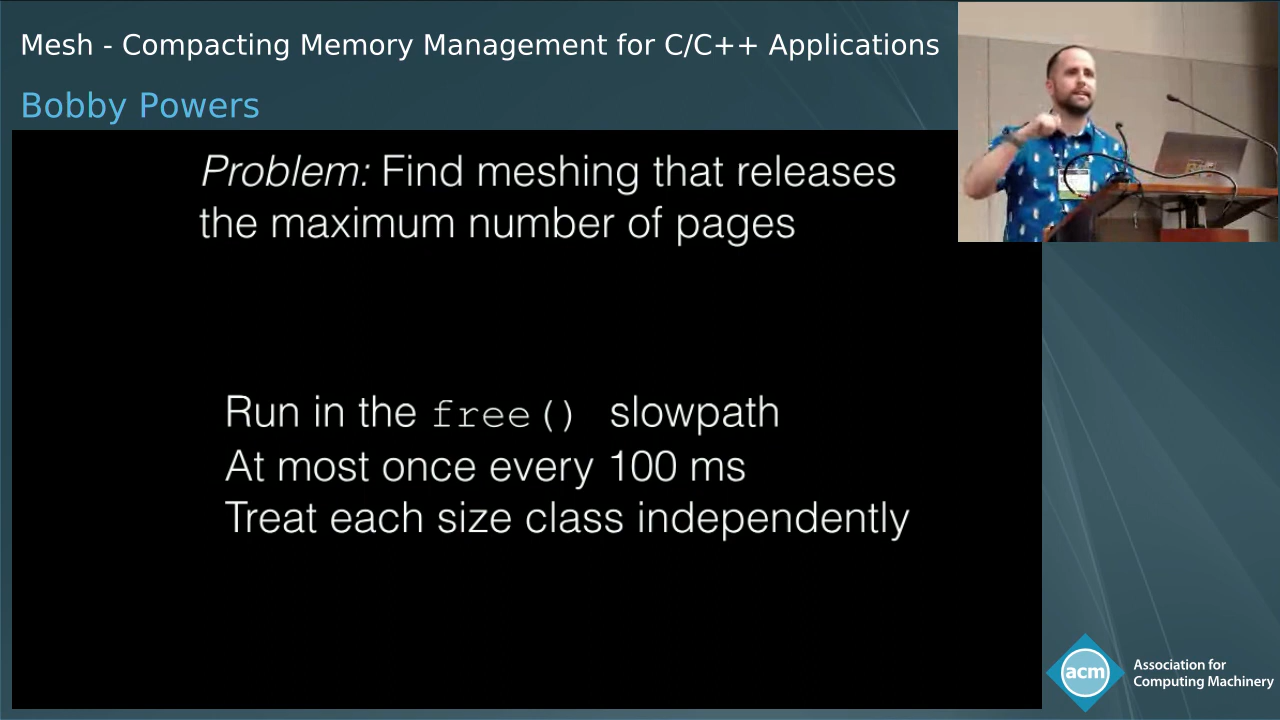 Mesh - Compacting Memory Management for C/C++ Applications
Bobby Powers
Problem: Find meshing that releases
the maximum number of pages
Run in the free() slowpath
At most once every 100 ms
Treat each size class independently
acm
Association for
Computing Machinery